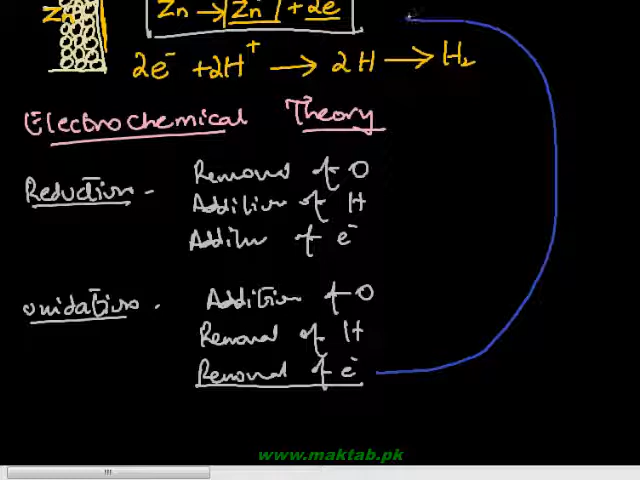 Zn Zn → Zn + 2e
2e⁻ + 2H⁺ → 2H → H₂
Electrochemical Theory
Reduction - Removal of O
Addition of H
Addition of e⁻
Oxidation - Addition of O
Removal of H
Removal of e⁻
www.maktab.pk